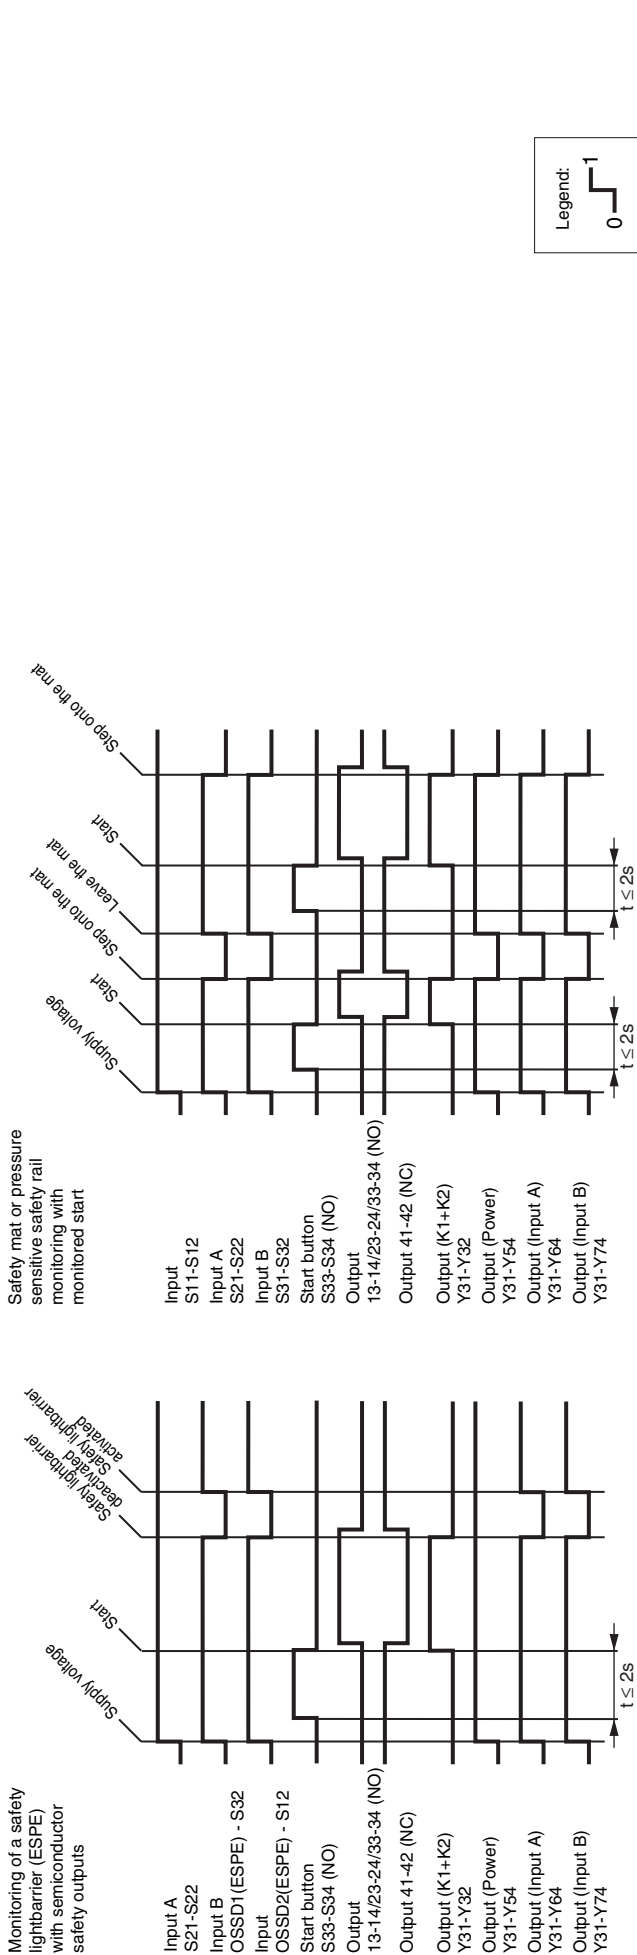 Monitoring of a safety
lightbarrier (ESPE)
with semiconductor
safety outputs
Supply voltage
Start
Safety lightbarrier
deactivated
Safety lightbarrier
activated
Input A
S21-S22
Input B
OSSD1(ESPE) - S32
Input
OSSD2(ESPE) - S12
Start button
S33-S34 (NO)
Output
13-14/23-24/33-34 (NO)
Output 41-42 (NC)
Output (K1+K2)
Y31-Y32
Output (Power)
Y31-Y54
Output (Input A)
Y31-Y64
Output (Input B)
Y31-Y74
t ≤ 2s
Safety mat or pressure
sensitive safety rail
monitoring with
monitored start
Supply voltage
Start
Step onto the mat
Leave the mat
Start
Step onto the mat
Input
S11-S12
Input A
S21-S22
Input B
S31-S32
Start button
S33-S34 (NO)
Output
13-14/23-24/33-34 (NO)
Output 41-42 (NC)
Output (K1+K2)
Y31-Y32
Output (Power)
Y31-Y54
Output (Input A)
Y31-Y64
Output (Input B)
Y31-Y74
t ≤ 2s
t ≤ 2s
Legend:
0 1